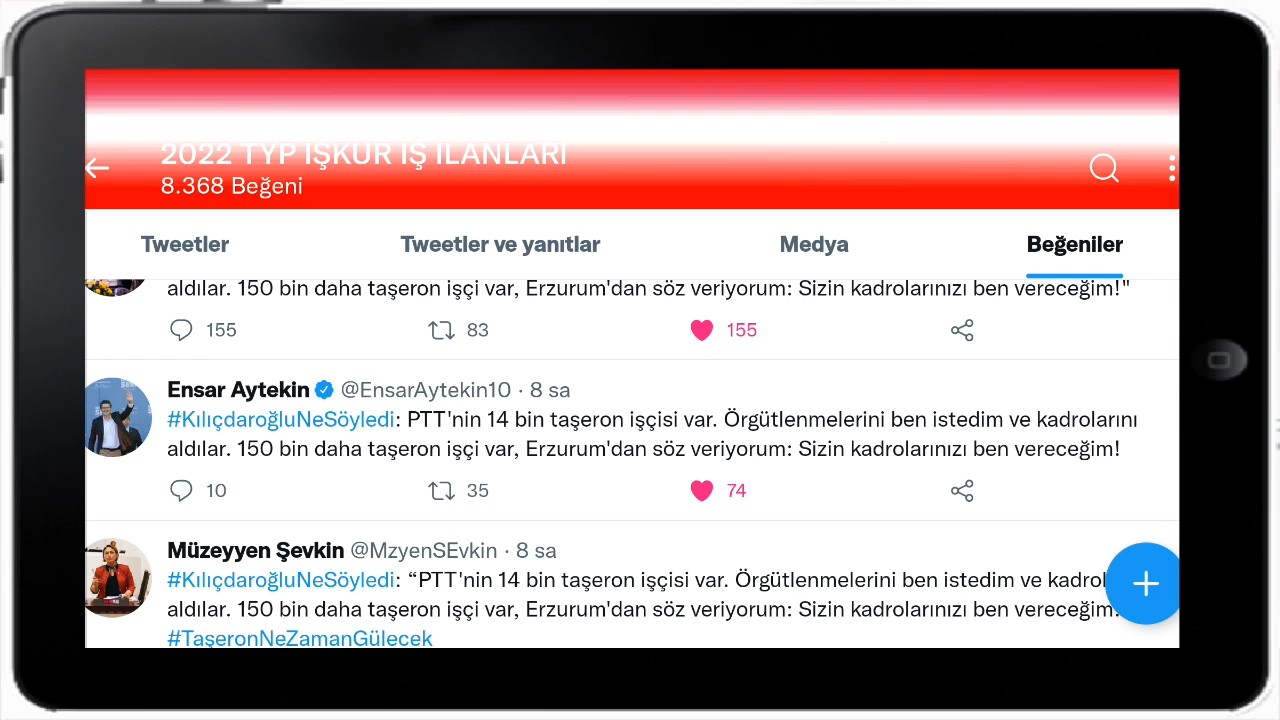 2022 TYP İŞKUR İŞ İLANLARI
8.368 Beğeni
Tweetler Tweetler ve yanıtlar Medya Beğeniler
aldılar. 150 bin daha taşeron işçi var, Erzurum'dan söz veriyorum: Sizin kadrolarınızı ben vereceğim!"
155 83 155
Ensar Aytekin @EnsarAytekin10 · 8 sa
#KılıçdaroğluNeSöyledi: PTT'nin 14 bin taşeron işçisi var. Örgütlenmelerini ben istedim ve kadrolarını
aldılar. 150 bin daha taşeron işçi var, Erzurum'dan söz veriyorum: Sizin kadrolarınızı ben vereceğim!
10 35 74
Müzeyyen Şevkin @MzyenSEvkin · 8 sa
#KılıçdaroğluNeSöyledi: “PTT'nin 14 bin taşeron işçisi var. Örgütlenmelerini ben istedim ve kadrol
aldılar. 150 bin daha taşeron işçi var, Erzurum'dan söz veriyorum: Sizin kadrolarınızı ben vereceğim.
#TaşeronNeZamanGülecek